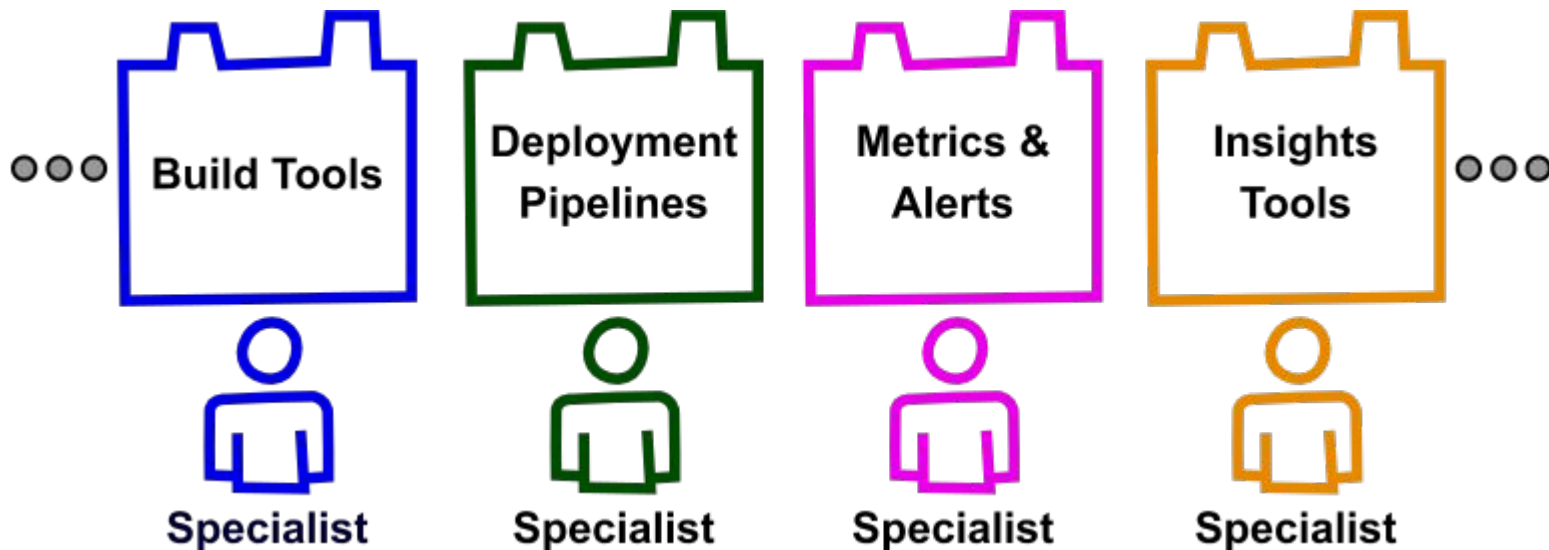 Build Tools
Deployment
Pipelines
Metrics &
Alerts
Insights
Tools
Specialist
Specialist
Specialist
Specialist